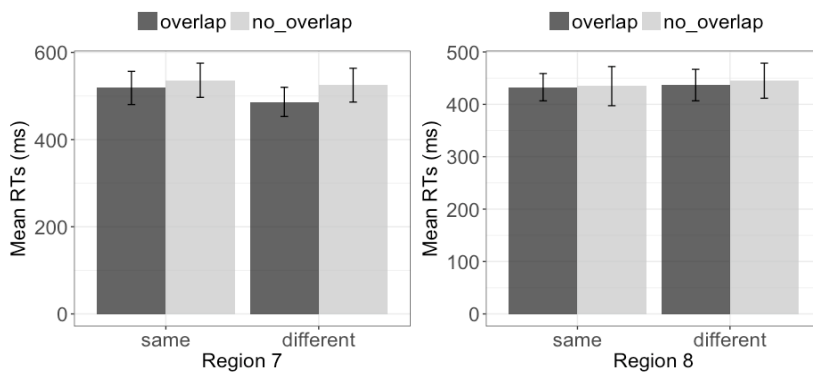 overlap no_overlap
Mean RTs (ms)
600
400
200
0
same different
Region 7
overlap no_overlap
Mean RTs (ms)
500
400
300
200
100
0
same different
Region 8